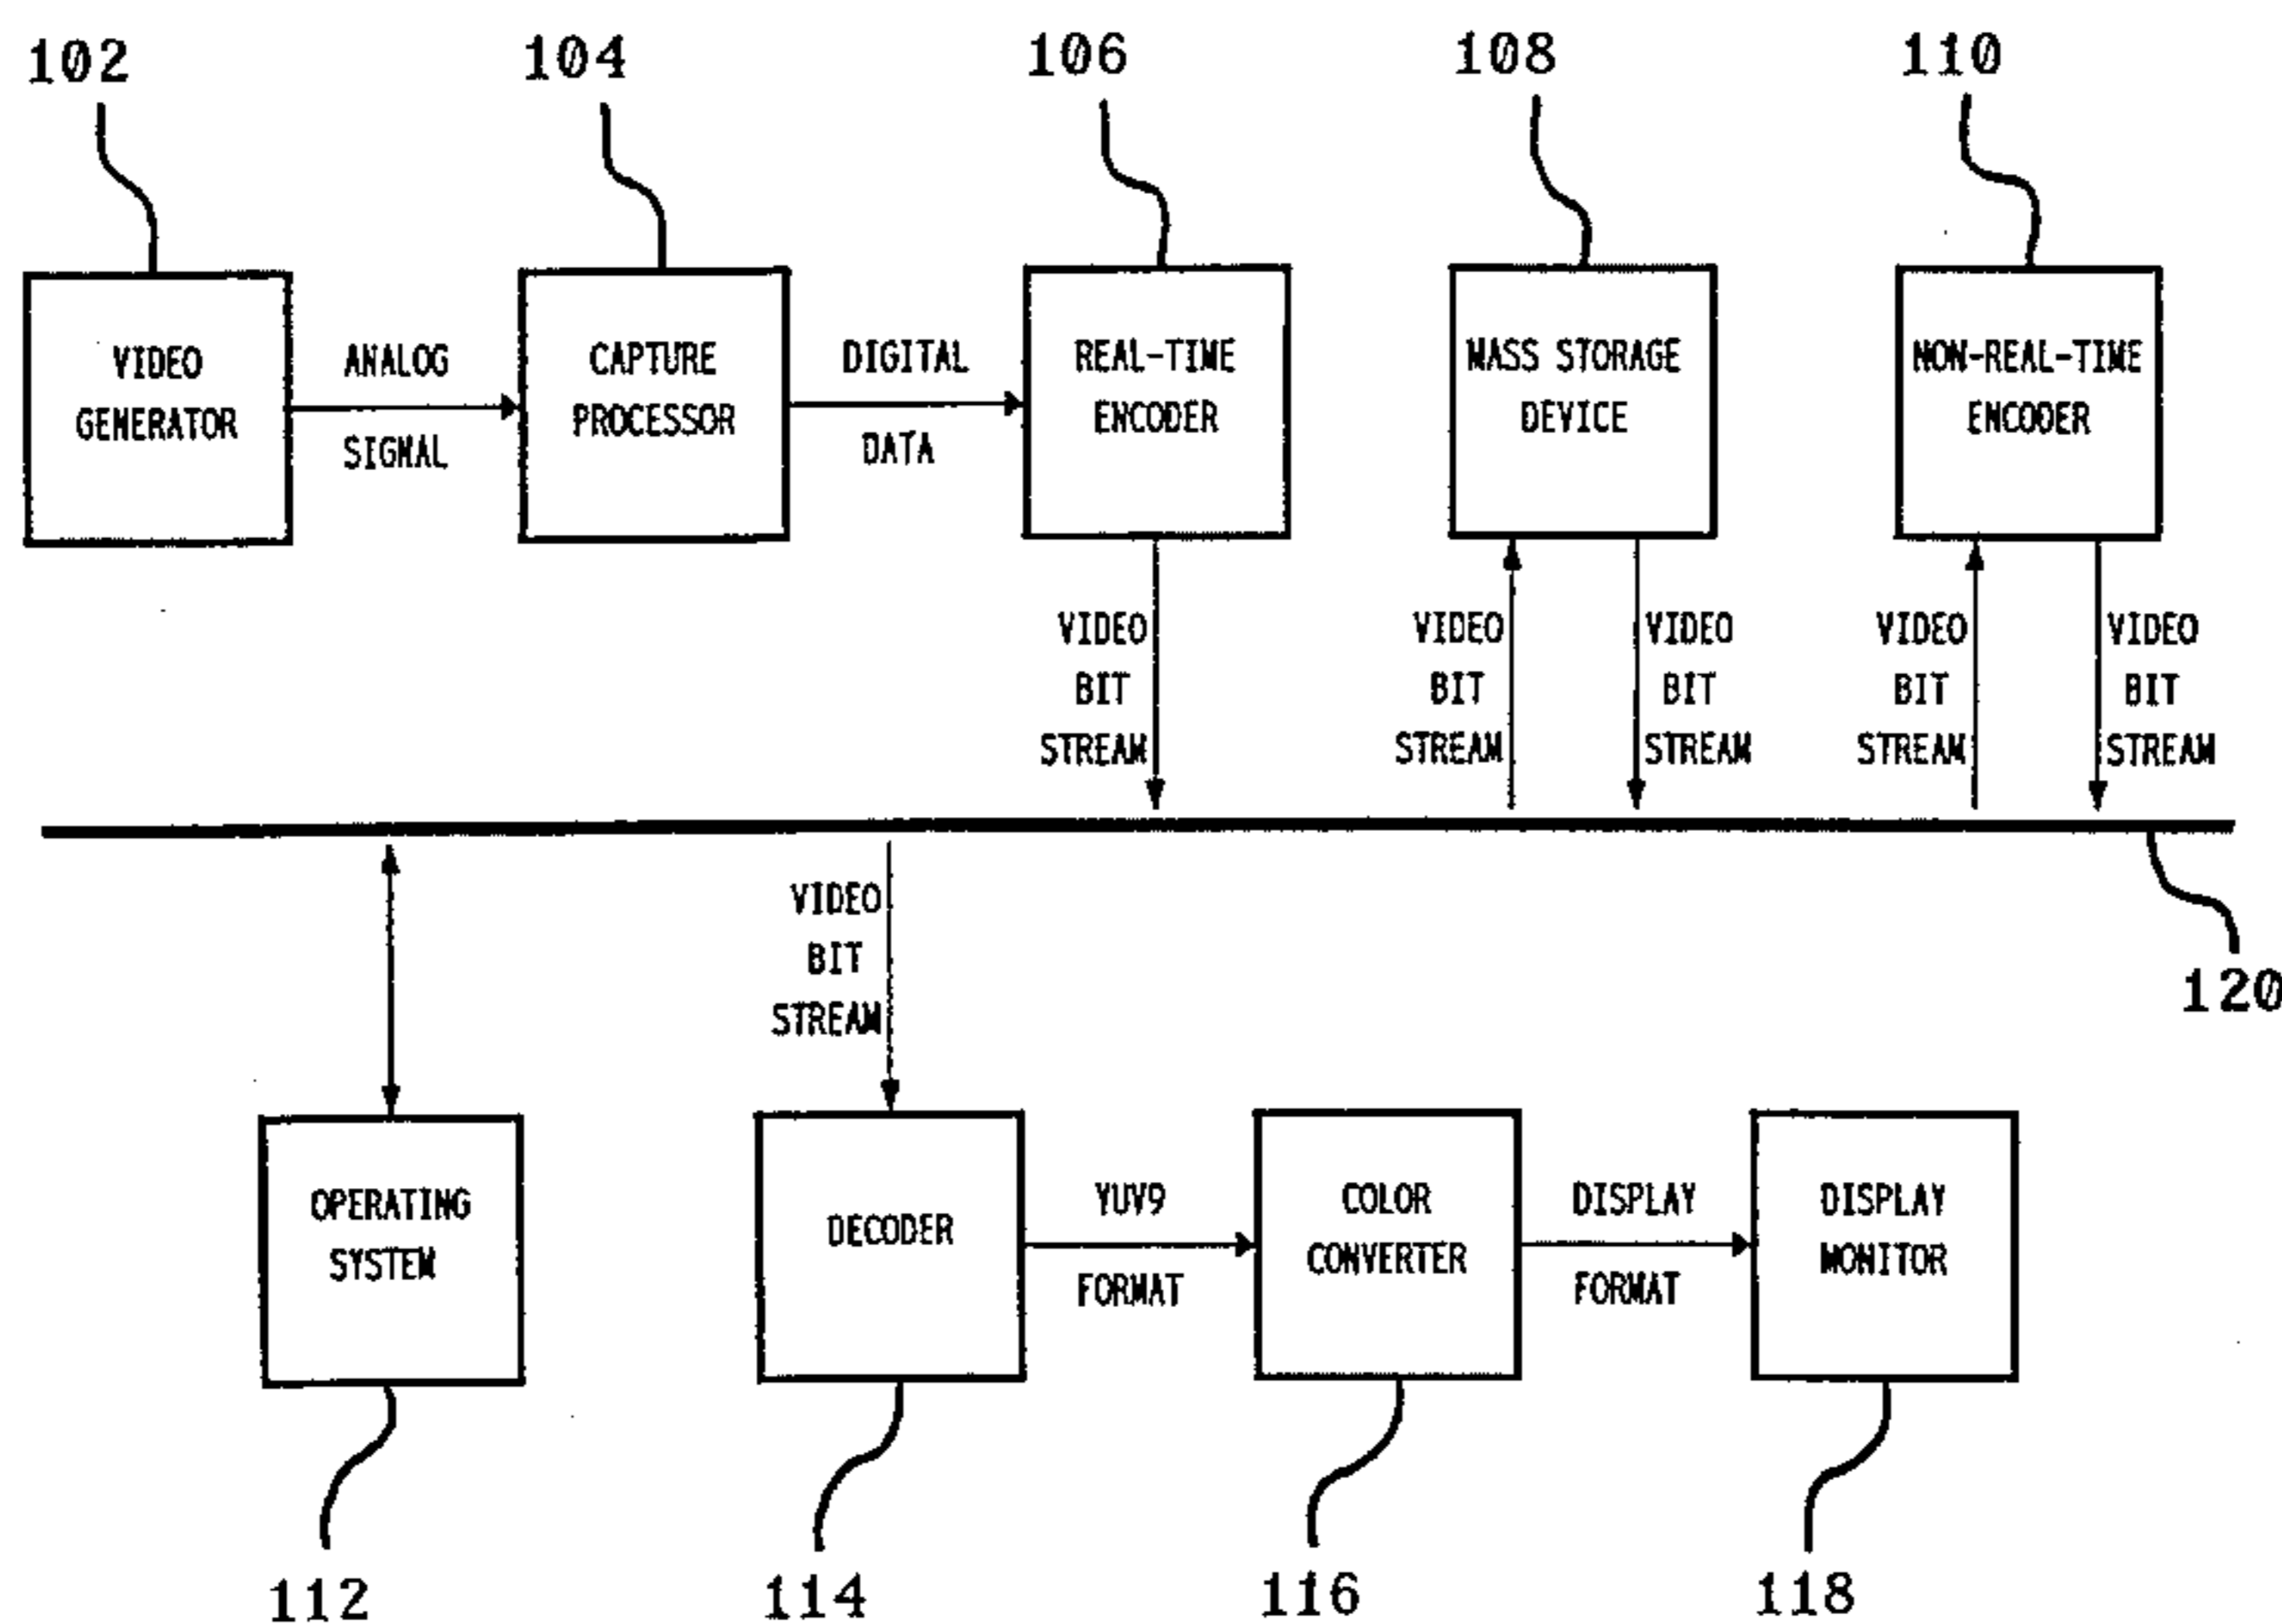 102
104
106
108
110
VIDEO
GENERATOR
ANALOG
SIGNAL
CAPTURE
PROCESSOR
DIGITAL
DATA
REAL-TIME
ENCODER
MASS STORAGE
DEVICE
NON-REAL-TIME
ENCODER
VIDEO
BIT
STREAM
VIDEO
BIT
STREAM
VIDEO
BIT
STREAM
VIDEO
BIT
STREAM
VIDEO
BIT
STREAM
120
VIDEO
BIT
STREAM
OPERATING
SYSTEM
DECODER
YUV9
FORMAT
COLOR
CONVERTER
DISPLAY
FORMAT
DISPLAY
MONITOR
112
114
116
118